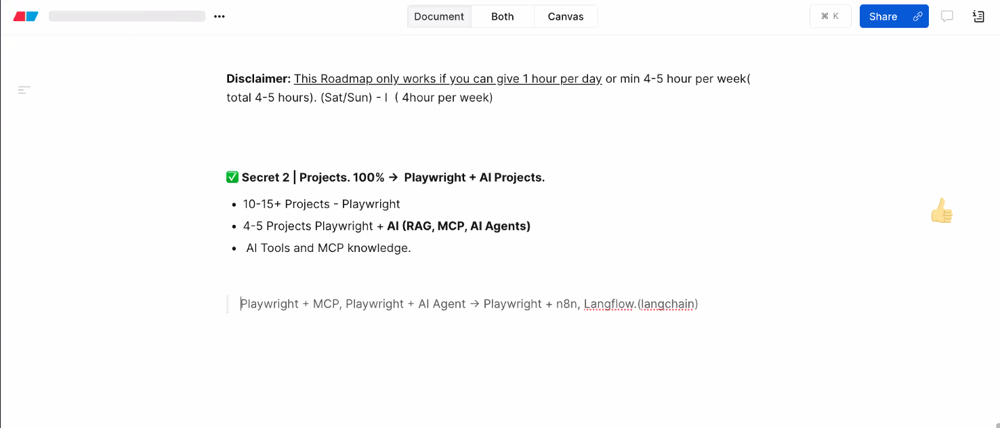 Document Both Canvas ⌘ K Share
Disclaimer: This Roadmap only works if you can give 1 hour per day or min 4-5 hour per week(
total 4-5 hours). (Sat/Sun) - I ( 4hour per week)
✅ Secret 2 | Projects. 100% → Playwright + AI Projects.
• 10-15+ Projects - Playwright
• 4-5 Projects Playwright + AI (RAG, MCP, AI Agents)
• AI Tools and MCP knowledge.
Playwright + MCP, Playwright + AI Agent → Playwright + n8n, Langflow.(langchain)